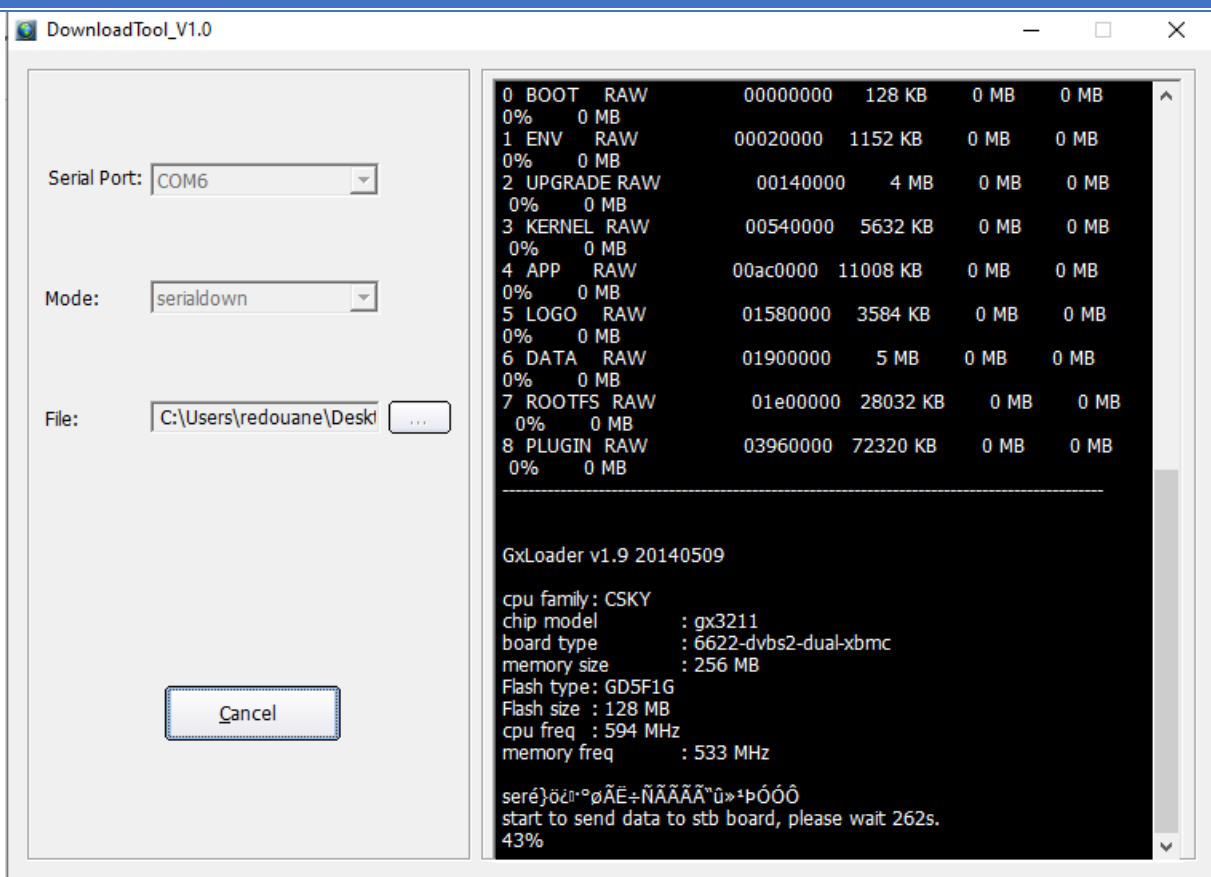 DownloadTool_V1.0
Serial Port:
COM6
Mode:
serialdown
File:
C:\Users\redouane\Deskt
...
Cancel
0 BOOT RAW 00000000 128 KB 0 MB 0 MB
0% 0 MB
1 ENV RAW 00020000 1152 KB 0 MB 0 MB
0% 0 MB
2 UPGRADE RAW 00140000 4 MB 0 MB 0 MB
0% 0 MB
3 KERNEL RAW 00540000 5632 KB 0 MB 0 MB
0% 0 MB
4 APP RAW 00ac0000 11008 KB 0 MB 0 MB
0% 0 MB
5 LOGO RAW 01580000 3584 KB 0 MB 0 MB
0% 0 MB
6 DATA RAW 01900000 5 MB 0 MB 0 MB
0% 0 MB
7 ROOTFS RAW 01e00000 28032 KB 0 MB 0 MB
0% 0 MB
8 PLUGIN RAW 03960000 72320 KB 0 MB 0 MB
0% 0 MB
GxLoader v1.9 20140509
cpu family : CSKY
chip model : gx3211
board type : 6622-dvbs2-dual-xbmc
memory size : 256 MB
Flash type : GD5F1G
Flash size : 128 MB
cpu freq : 594 MHz
memory freq : 533 MHz
start to send data to stb board, please wait 262s.
43%